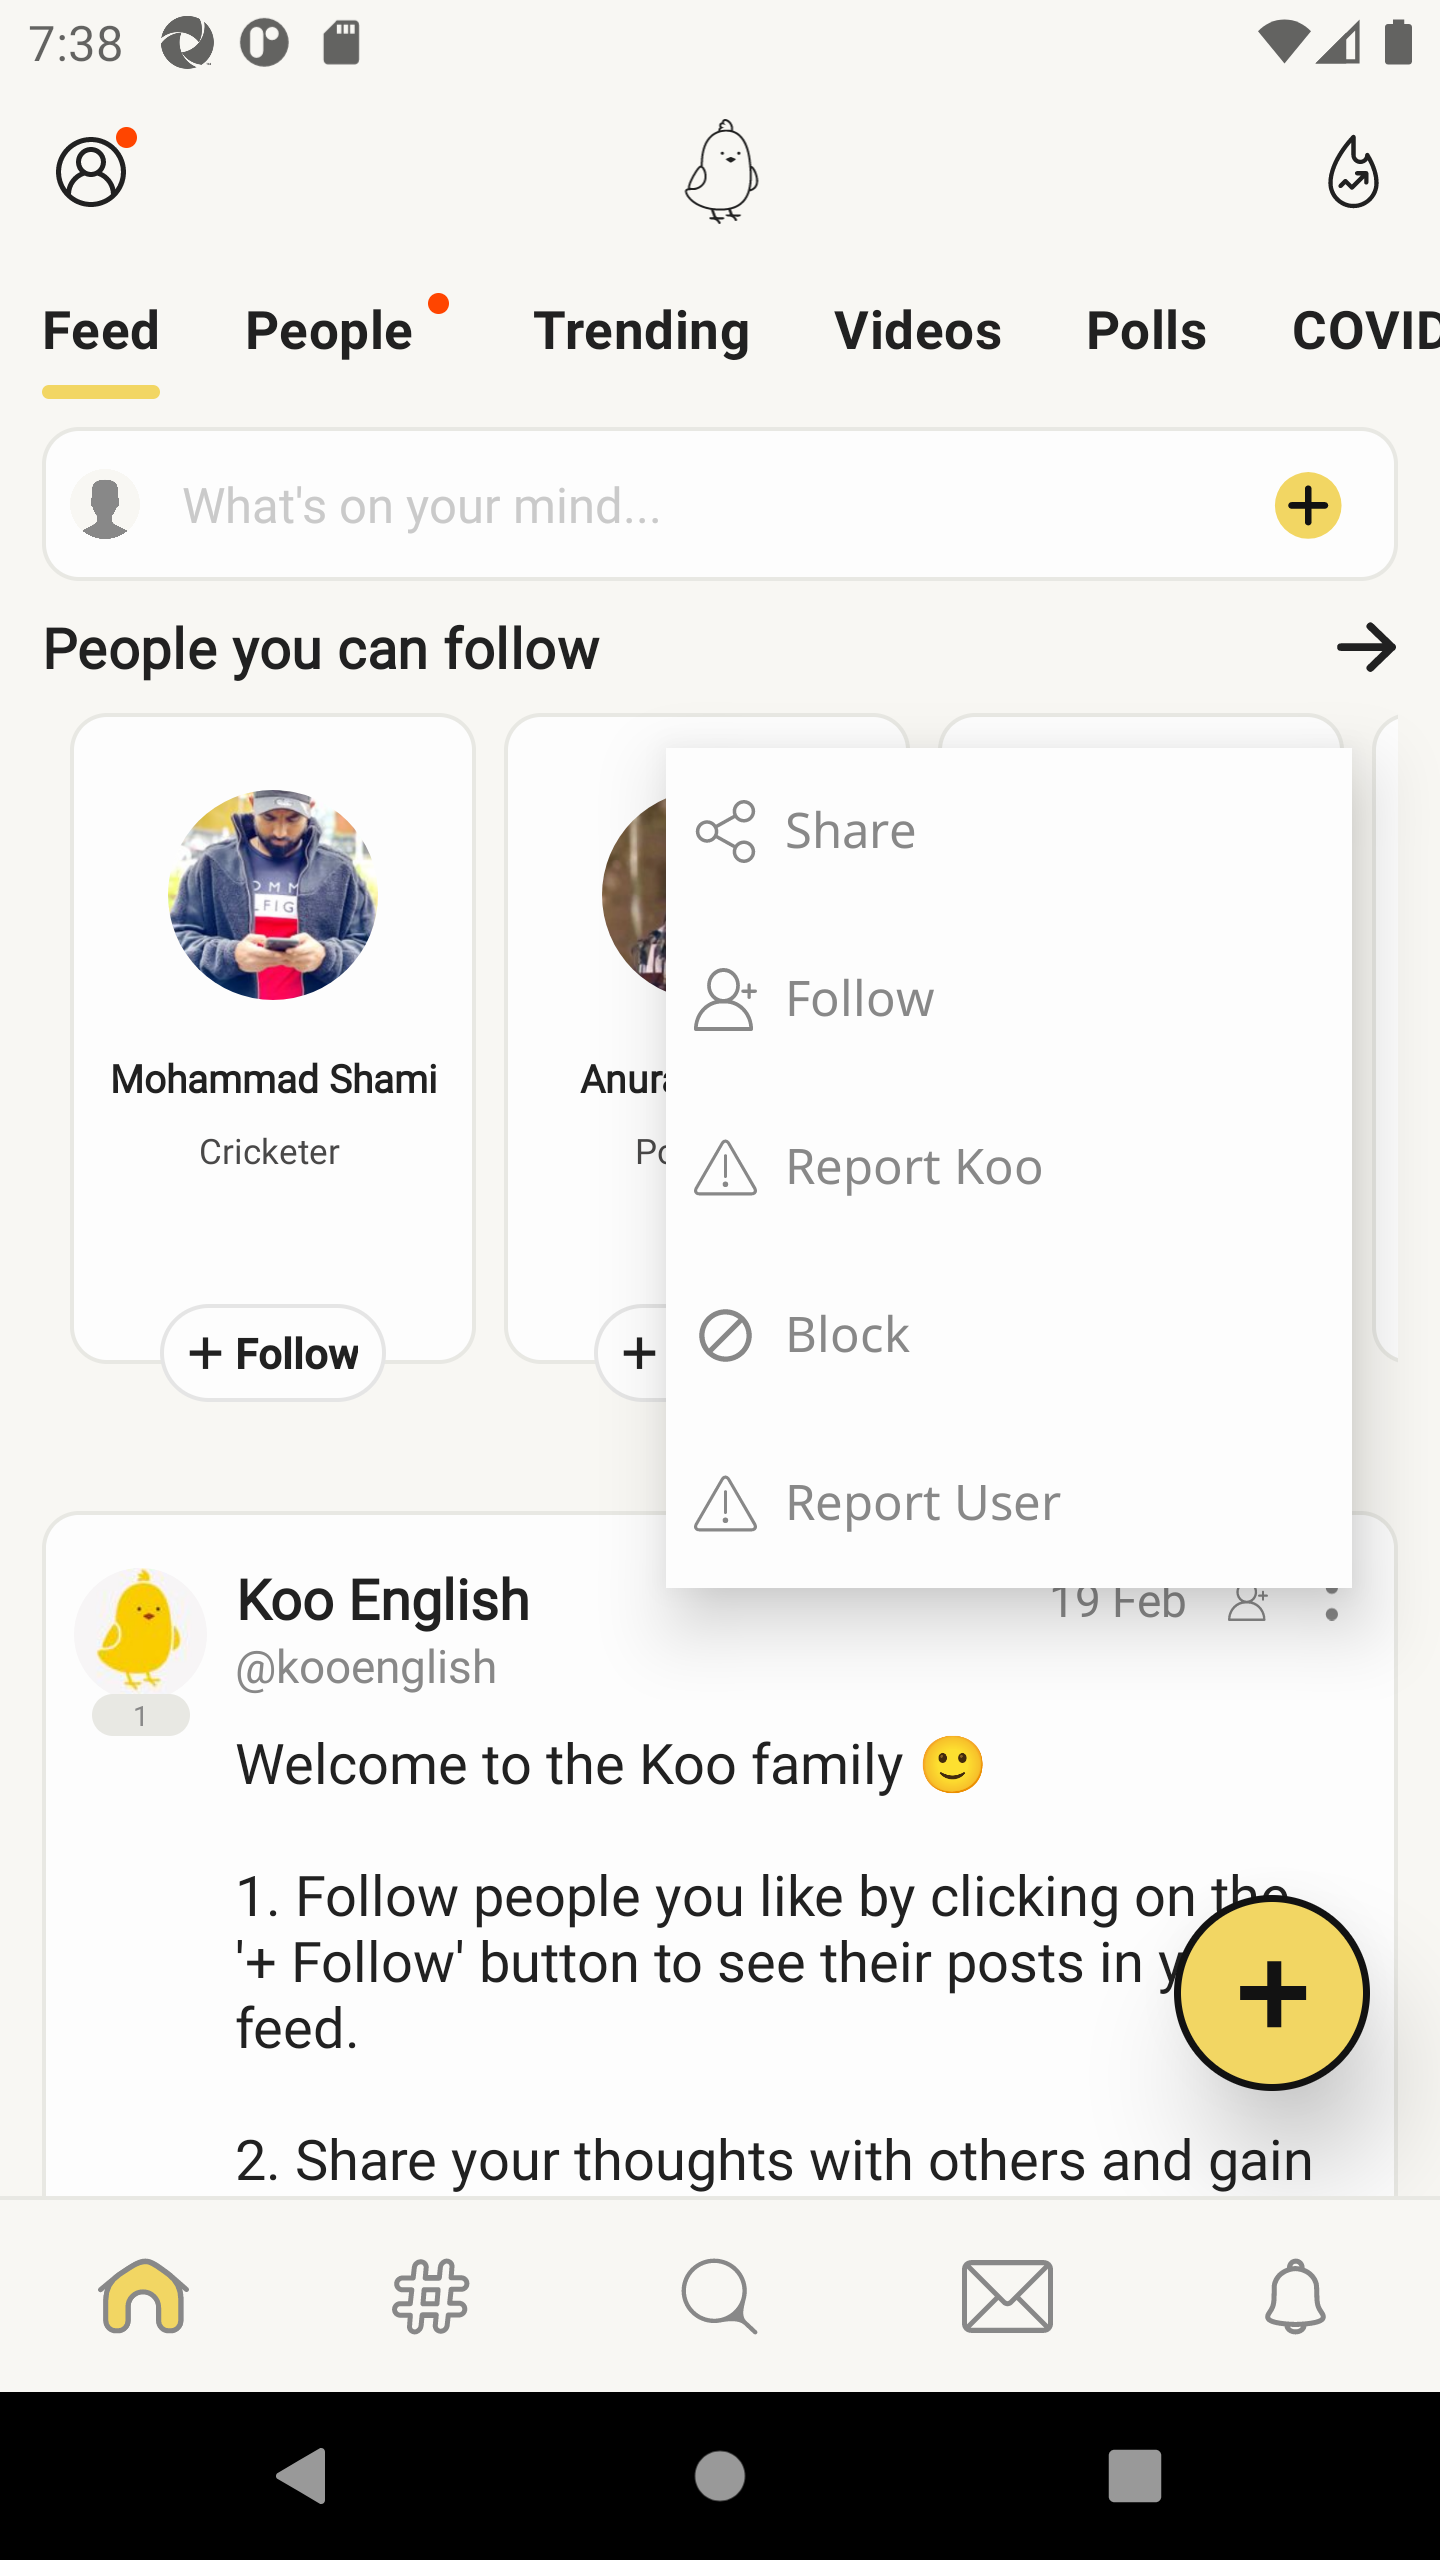 7:38
Feed People Trending Videos Polls COVID
What's on your mind...
People you can follow
Mohammad Shami
Cricketer
+ Follow
+
Share
Follow
Report Koo
Block
Report User
Koo English
19 Feb
@kooenglish
1
Welcome to the Koo family 🙂
1. Follow people you like by clicking on the
'+ Follow' button to see their posts in
feed.
2. Share your thoughts with others and gain